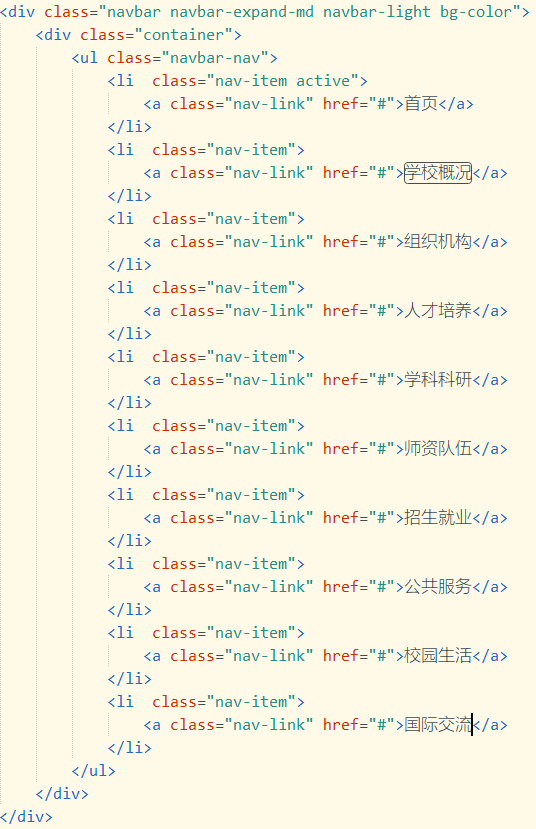 <div class="navbar navbar-expand-md navbar-light bg-color">
    <div class="container">
        <ul class="navbar-nav">
            <li  class="nav-item active">
                <a class="nav-link" href="#">首页</a>
            </li>
            <li  class="nav-item">
                <a class="nav-link" href="#">学校概况</a>
            </li>
            <li  class="nav-item">
                <a class="nav-link" href="#">组织机构</a>
            </li>
            <li  class="nav-item">
                <a class="nav-link" href="#">人才培养</a>
            </li>
            <li  class="nav-item">
                <a class="nav-link" href="#">学科科研</a>
            </li>
            <li  class="nav-item">
                <a class="nav-link" href="#">师资队伍</a>
            </li>
            <li  class="nav-item">
                <a class="nav-link" href="#">招生就业</a>
            </li>
            <li  class="nav-item">
                <a class="nav-link" href="#">公共服务</a>
            </li>
            <li  class="nav-item">
                <a class="nav-link" href="#">校园生活</a>
            </li>
            <li  class="nav-item">
                <a class="nav-link" href="#">国际交流</a>
            </li>
        </ul>
    </div>
</div>